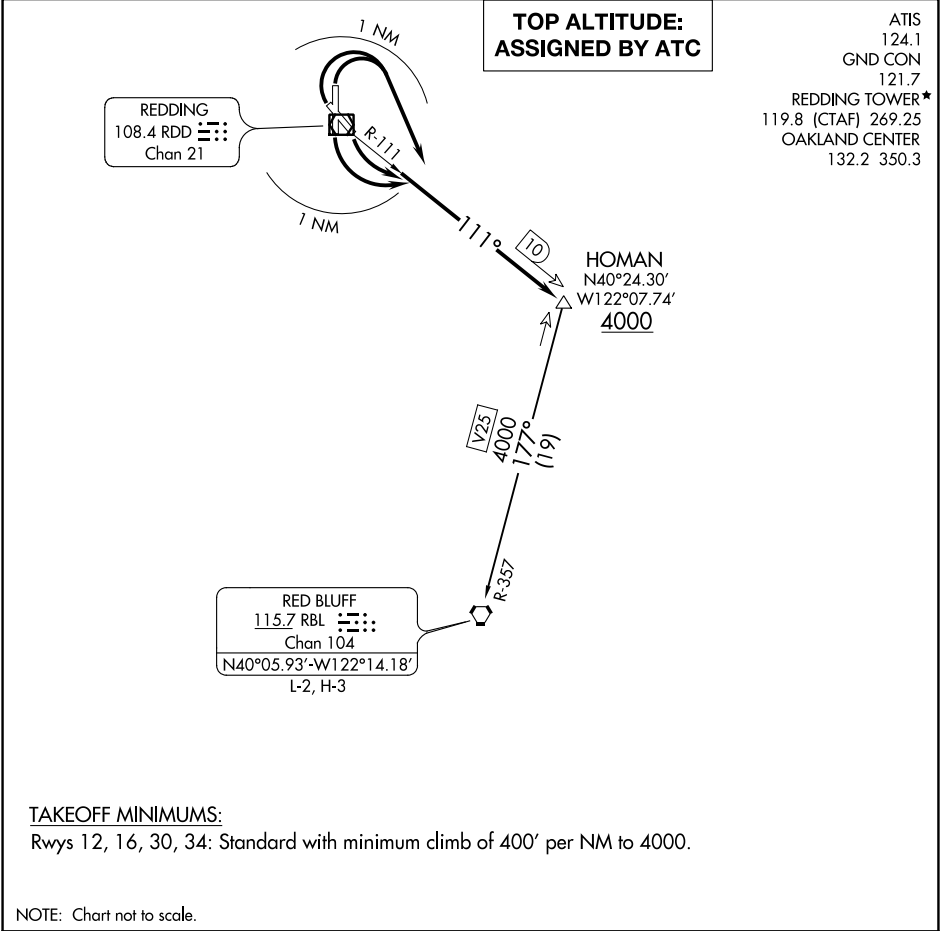 TOP ALTITUDE:
ASSIGNED BY ATC
ATIS
124.1
GND CON
121.7
REDDING TOWER★
119.8 (CTAF) 269.25
OAKLAND CENTER
132.2 350.3
1 NM
REDDING
108.4 RDD
Chan 21
R-111
1 NM
111°
10
HOMAN
N40°24.30'
W122°07.74'
4000
V25
4000
177°
(19)
R-357
RED BLUFF
115.7 RBL
Chan 104
N40°05.93'-W122°14.18'
L-2, H-3
TAKEOFF MINIMUMS:
Rwys 12, 16, 30, 34: Standard with minimum climb of 400' per NM to 4000.
NOTE: Chart not to scale.